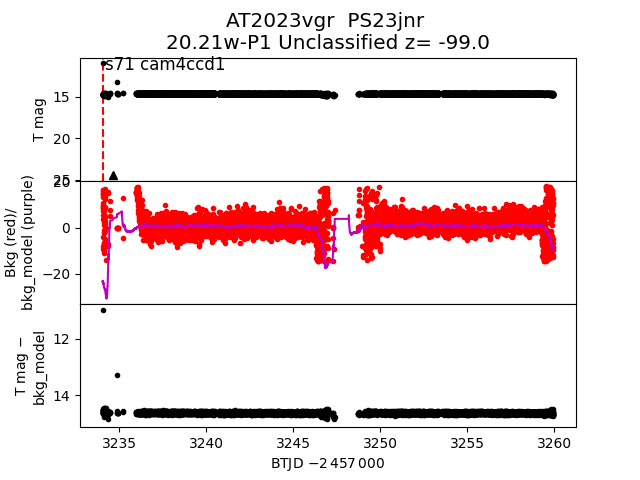 AT2023vgr  PS23jnr
20.21w-P1 Unclassified z= -99.0
s71 cam4ccd1
T mag
15
20
25
Bkg (red)/
bkg_model (purple)
20
0
−20
T mag −
bkg_model
12
14
3235 3240 3245 3250 3255 3260
BTJD −2 457 000